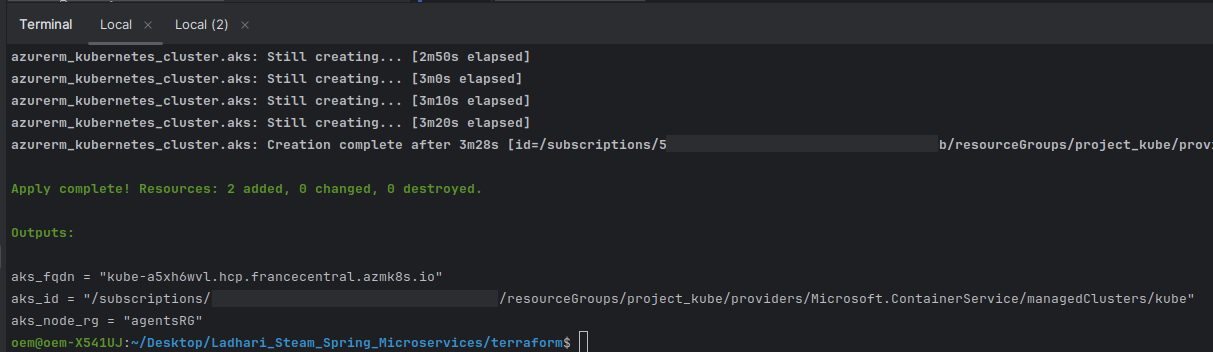 Terminal Local × Local (2) ×
azurerm_kubernetes_cluster.aks: Still creating... [2m50s elapsed]
azurerm_kubernetes_cluster.aks: Still creating... [3m0s elapsed]
azurerm_kubernetes_cluster.aks: Still creating... [3m10s elapsed]
azurerm_kubernetes_cluster.aks: Still creating... [3m20s elapsed]
azurerm_kubernetes_cluster.aks: Creation complete after 3m28s [id=/subscriptions/5 b/resourceGroups/project_kube/provi
Apply complete! Resources: 2 added, 0 changed, 0 destroyed.
Outputs:
aks_fqdn = "kube-a5xh6wvl.hcp.francecentral.azmk8s.io"
aks_id = "/subscriptions/ /resourceGroups/project_kube/providers/Microsoft.ContainerService/managedClusters/kube"
aks_node_rg = "agentsRG"
oem@oem-X541UJ:~/Desktop/Ladhari_Steam_Spring_Microservices/terraform$